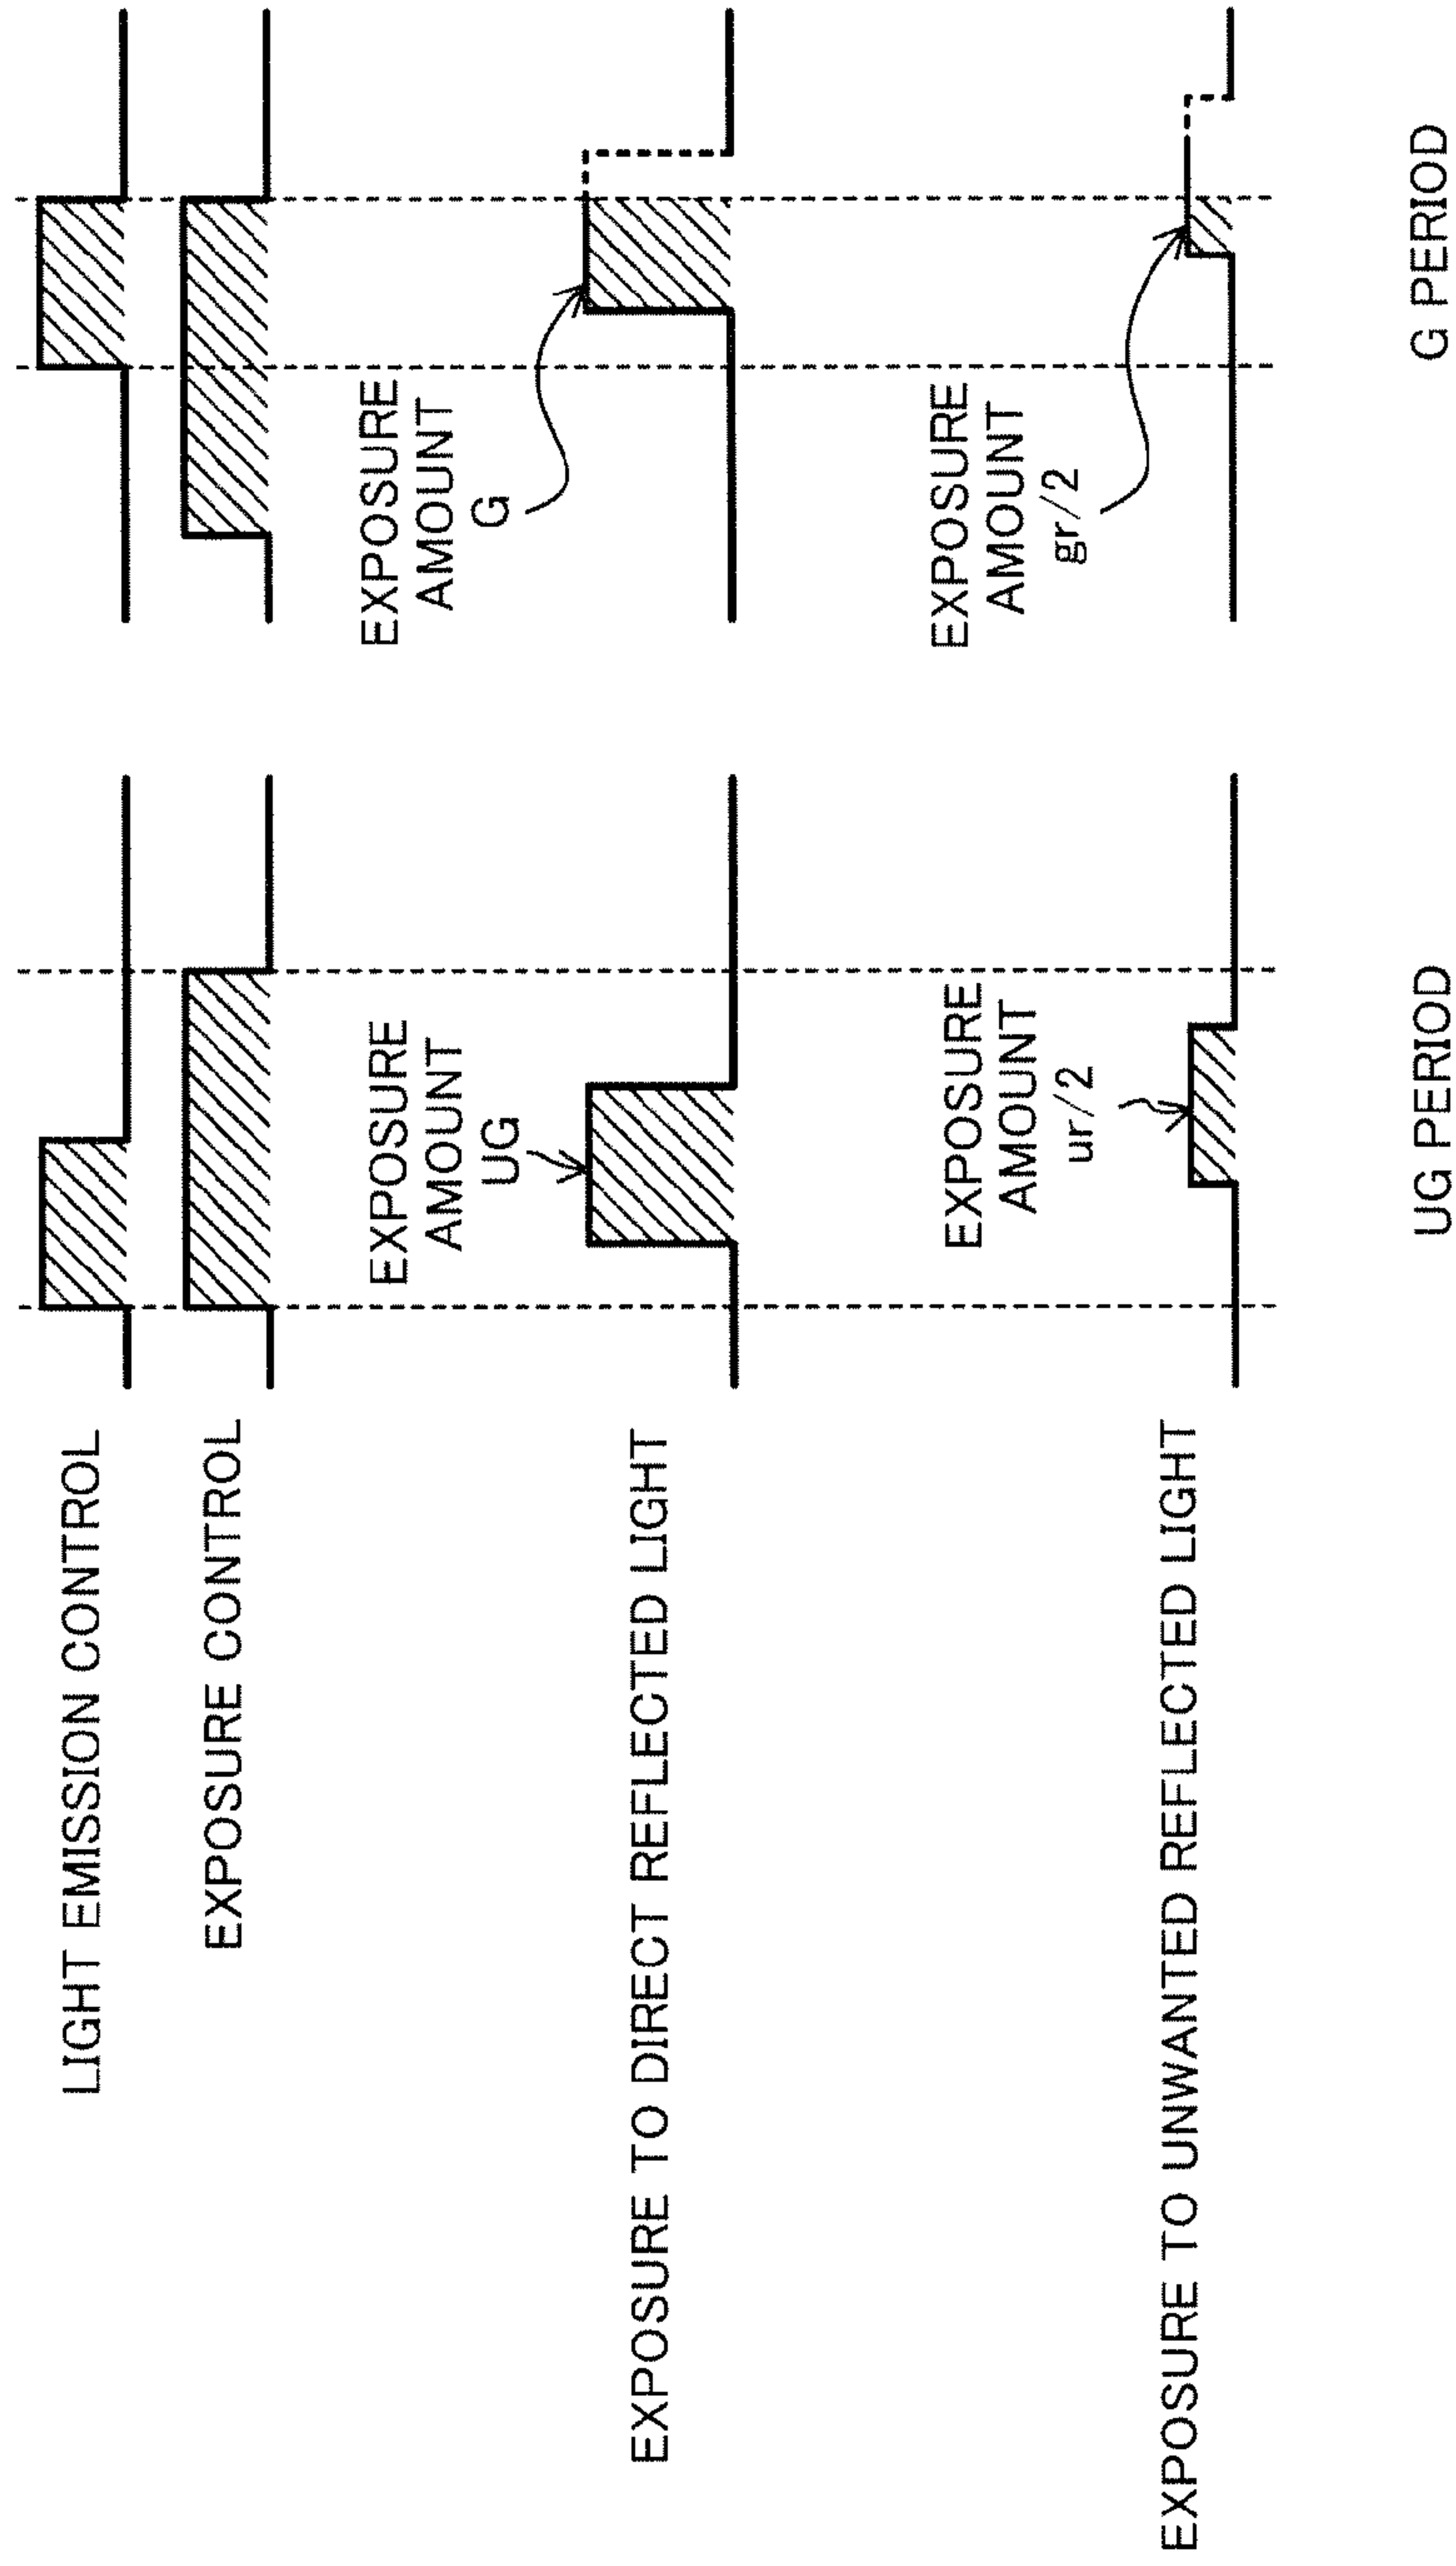 LIGHT EMISSION CONTROL
EXPOSURE CONTROL
EXPOSURE
AMOUNT
UG
EXPOSURE
AMOUNT
G
EXPOSURE TO DIRECT REFLECTED LIGHT
EXPOSURE
AMOUNT
ur/2
EXPOSURE
AMOUNT
gr/2
EXPOSURE TO UNWANTED REFLECTED LIGHT
UG PERIOD
G PERIOD